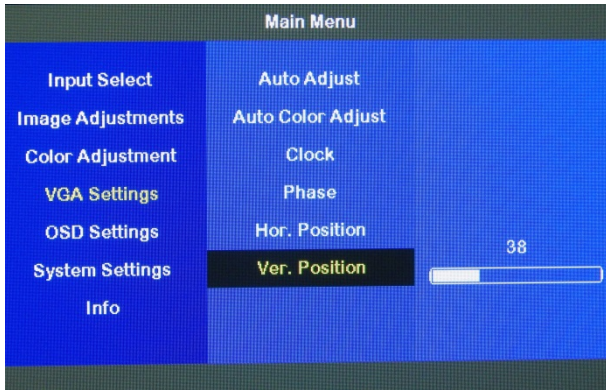 Main Menu
Input Select
Image Adjustments
Color Adjustment
VGA Settings
OSD Settings
System Settings
Info
Auto Adjust
Auto Color Adjust
Clock
Phase
Hor. Position
Ver. Position
38